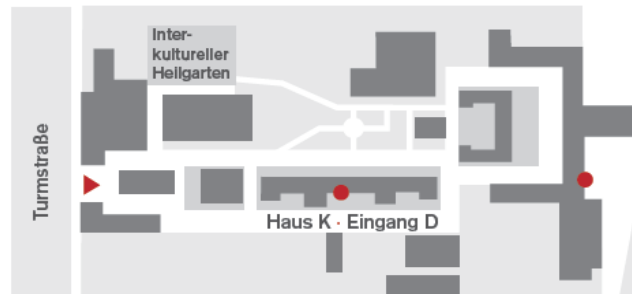 Inter-
kultureller
Heilgarten
Turmstraße
Haus K · Eingang D